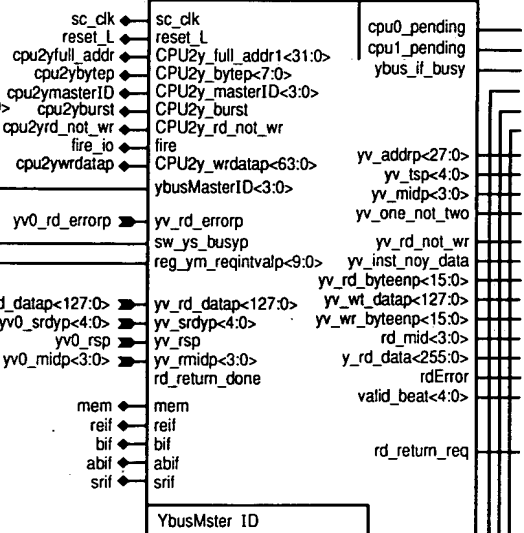 sc_clk sc_clk
reset_L reset_L
cpu2yfull_addr CPU2y_full_addr1<31:0>
cpu2ybytep CPU2y_bytep<7:0>
cpu2ymasterID CPU2y_masterID<3:0>
cpu2yburst CPU2y_burst
cpu2yrd_not_wr CPU2y_rd_not_wr
fire_io fire
cpu2ywrdatap CPU2y_wrdatap<63:0>
ybusMasterID<3:0>
yv0_rd_errorp yv_rd_errorp
sw_ys_busyp
reg_ym_reqintvalp<9:0>
d_datap<127:0> yv_rd_datap<127:0>
yv0_srdyp<4:0> yv_srdyp<4:0>
yv0_rsp yv_rsp
yv0_midp<3:0> yv_rmidp<3:0>
rd_return_done
mem mem
reif reif
bif bif
abif abif
srif srif
YbusMster ID
cpu0_pending
cpu1_pending
ybus_if_busy
yv_addrp<27:0>
yv_tsp<4:0>
yv_midp<3:0>
yv_one_not_two
yv_rd_not_wr
yv_inst_noy_data
yv_rd_byteenp<15:0>
yv_wt_datap<127:0>
yv_wr_byteenp<15:0>
rd_mid<3:0>
y_rd_data<255:0>
rdError
valid_beat<4:0>
rd_return_req